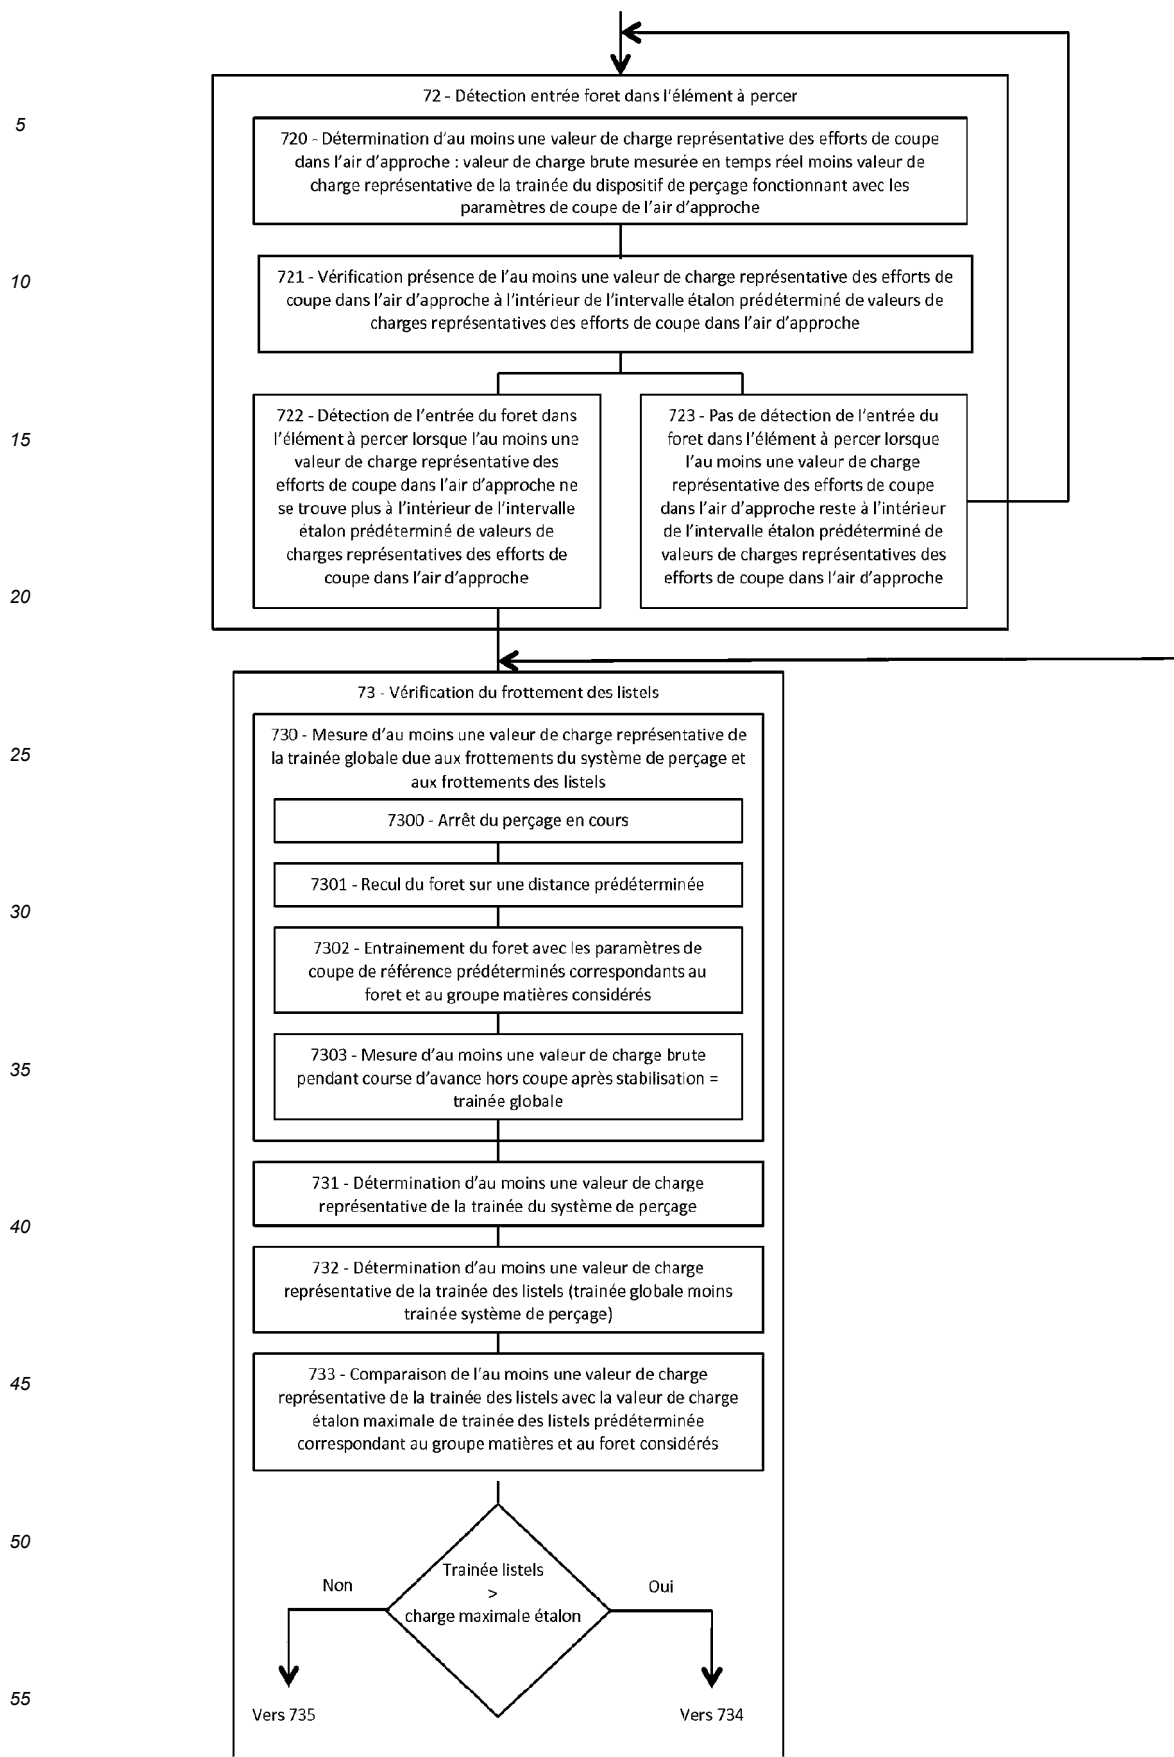 72 - Détection entrée foret dans l'élément à percer
5
720 - Détermination d'au moins une valeur de charge représentative des efforts de coupe
dans l'air d'approche : valeur de charge brute mesurée en temps réel moins valeur de
charge représentative de la trainée du dispositif de perçage fonctionnant avec les
paramètres de coupe de l'air d'approche
10
721 - Vérification présence de l'au moins une valeur de charge représentative des efforts de
coupe dans l'air d'approche à l'intérieur de l'intervalle étalon prédéterminé de valeurs de
charges représentatives des efforts de coupe dans l'air d'approche
15
722 - Détection de l'entrée du foret dans
l'élément à percer lorsque l'au moins une
valeur de charge représentative des
efforts de coupe dans l'air d'approche ne
se trouve plus à l'intérieur de l'intervalle
étalon prédéterminé de valeurs de
charges représentatives des efforts de
coupe dans l'air d'approche
723 - Pas de détection de l'entrée du
foret dans l'élément à percer lorsque
l'au moins une valeur de charge
représentative des efforts de coupe
dans l'air d'approche reste à l'intérieur
de l'intervalle étalon prédéterminé de
valeurs de charges représentatives des
efforts de coupe dans l'air d'approche
20
73 - Vérification du frottement des listels
25
730 - Mesure d'au moins une valeur de charge représentative de
la trainée globale due aux frottements du système de perçage et
aux frottements des listels
7300 - Arrêt du perçage en cours
7301 - Recul du foret sur une distance prédéterminée
30
7302 - Entrainement du foret avec les paramètres de
coupe de référence prédéterminés correspondants au
foret et au groupe matières considérés
35
7303 - Mesure d'au moins une valeur de charge brute
pendant course d'avance hors coupe après stabilisation =
trainée globale
731 - Détermination d'au moins une valeur de charge
représentative de la trainée du système de perçage
40
732 - Détermination d'au moins une valeur de charge
représentative de la trainée des listels (trainée globale moins
trainée système de perçage)
45
733 - Comparaison de l'au moins une valeur de charge
représentative de la trainée des listels avec la valeur de charge
étalon maximale de trainée des listels prédéterminée
correspondant au groupe matières et au foret considérés
50
Trainée listels
>
charge maximale étalon
Non
Oui
55
Vers 735
Vers 734